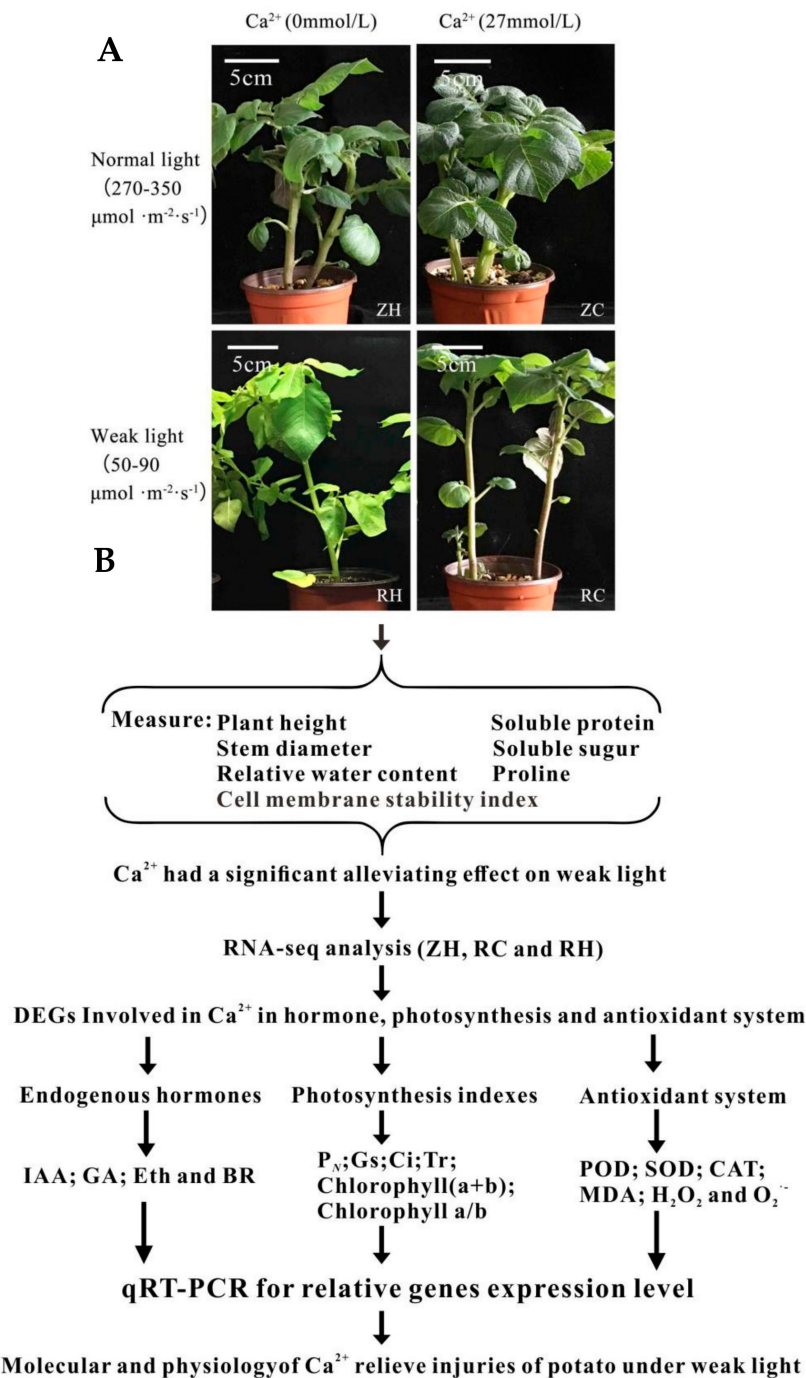 Ca²⁺ (0mmol/L) Ca²⁺ (27mmol/L)
A
5cm 5cm
Normal light
(270-350
μmol ·m⁻²·s⁻¹)
ZH ZC
5cm 5cm
Weak light
(50-90
μmol ·m⁻²·s⁻¹)
B
RH RC
Measure: Plant height Soluble protein
Stem diameter Soluble sugur
Relative water content Proline
Cell membrane stability index
Ca²⁺ had a significant alleviating effect on weak light
RNA-seq analysis (ZH, RC and RH)
DEGs Involved in Ca²⁺ in hormone, photosynthesis and antioxidant system
Endogenous hormones Photosynthesis indexes Antioxidant system
IAA; GA; Eth and BR
P_N;Gs;Ci;Tr;
Chlorophyll(a+b);
Chlorophyll a/b
POD; SOD; CAT;
MDA; H₂O₂ and O₂·⁻
qRT-PCR for relative genes expression level
Molecular and physiologyof Ca²⁺ relieve injuries of potato under weak light